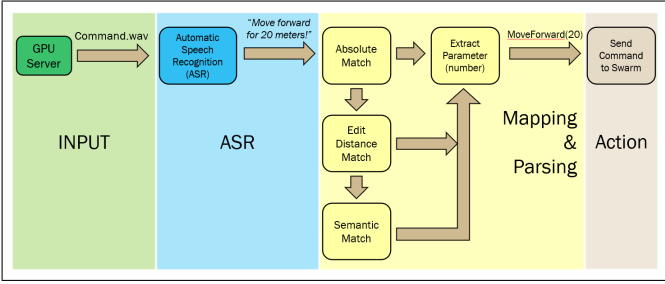 GPU
Server
Command.wav
Automatic
Speech
Recognition
(ASR)
“Move forward
for 20 meters!”
Absolute
Match
Extract
Parameter
(number)
MoveForward(20)
Send
Command
to Swarm
Edit
Distance
Match
Semantic
Match
INPUT
ASR
Mapping
&
Parsing
Action